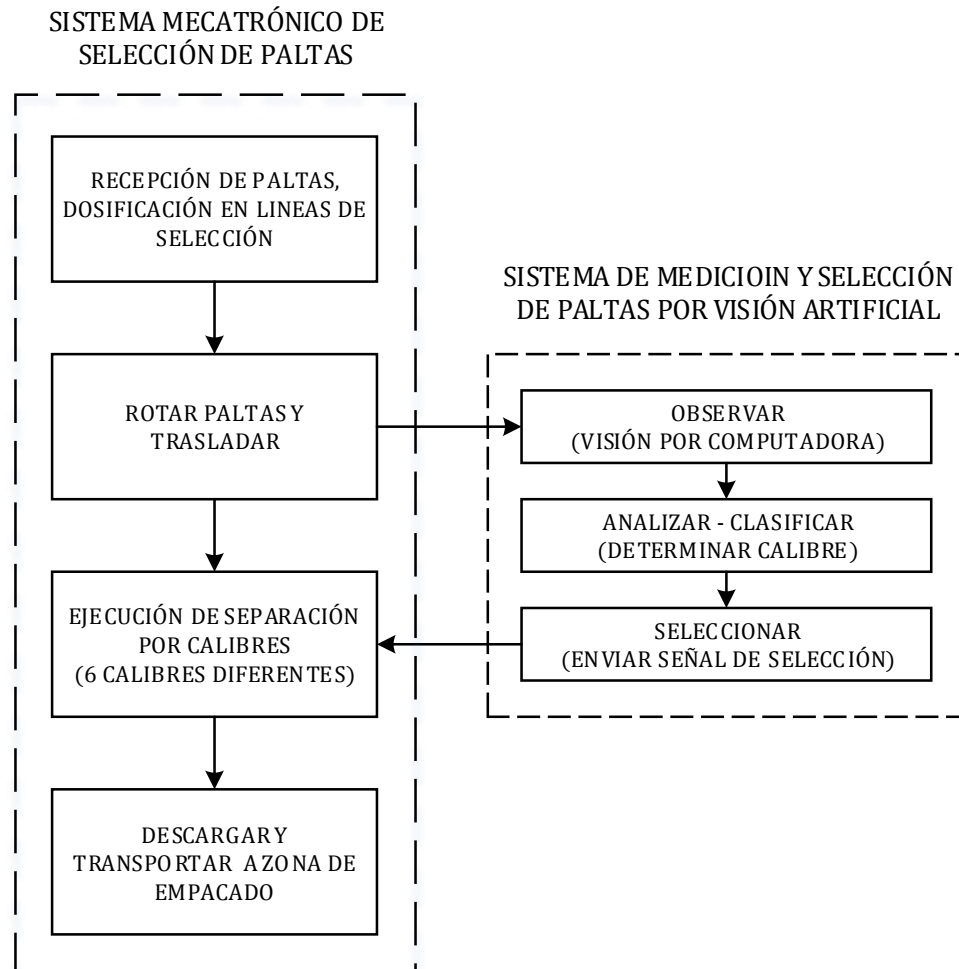 SISTEMA MECATRÓNICO DE
SELECCIÓN DE PALTAS
RECEPCIÓN DE PALTAS,
DOSIFICACIÓN EN LINEAS DE
SELECCIÓN
ROTAR PALTAS Y
TRASLADAR
EJECUCIÓN DE SEPARACIÓN
POR CALIBRES
(6 CALIBRES DIFERENTES)
DESCARGAR Y
TRANSPORTAR A ZONA DE
EMPACADO
SISTEMA DE MEDICIOIN Y SELECCIÓN
DE PALTAS POR VISIÓN ARTIFICIAL
OBSERVAR
(VISIÓN POR COMPUTADORA)
ANALIZAR - CLASIFICAR
(DETERMINAR CALIBRE)
SELECCIONAR
(ENVIAR SEÑAL DE SELECCIÓN)